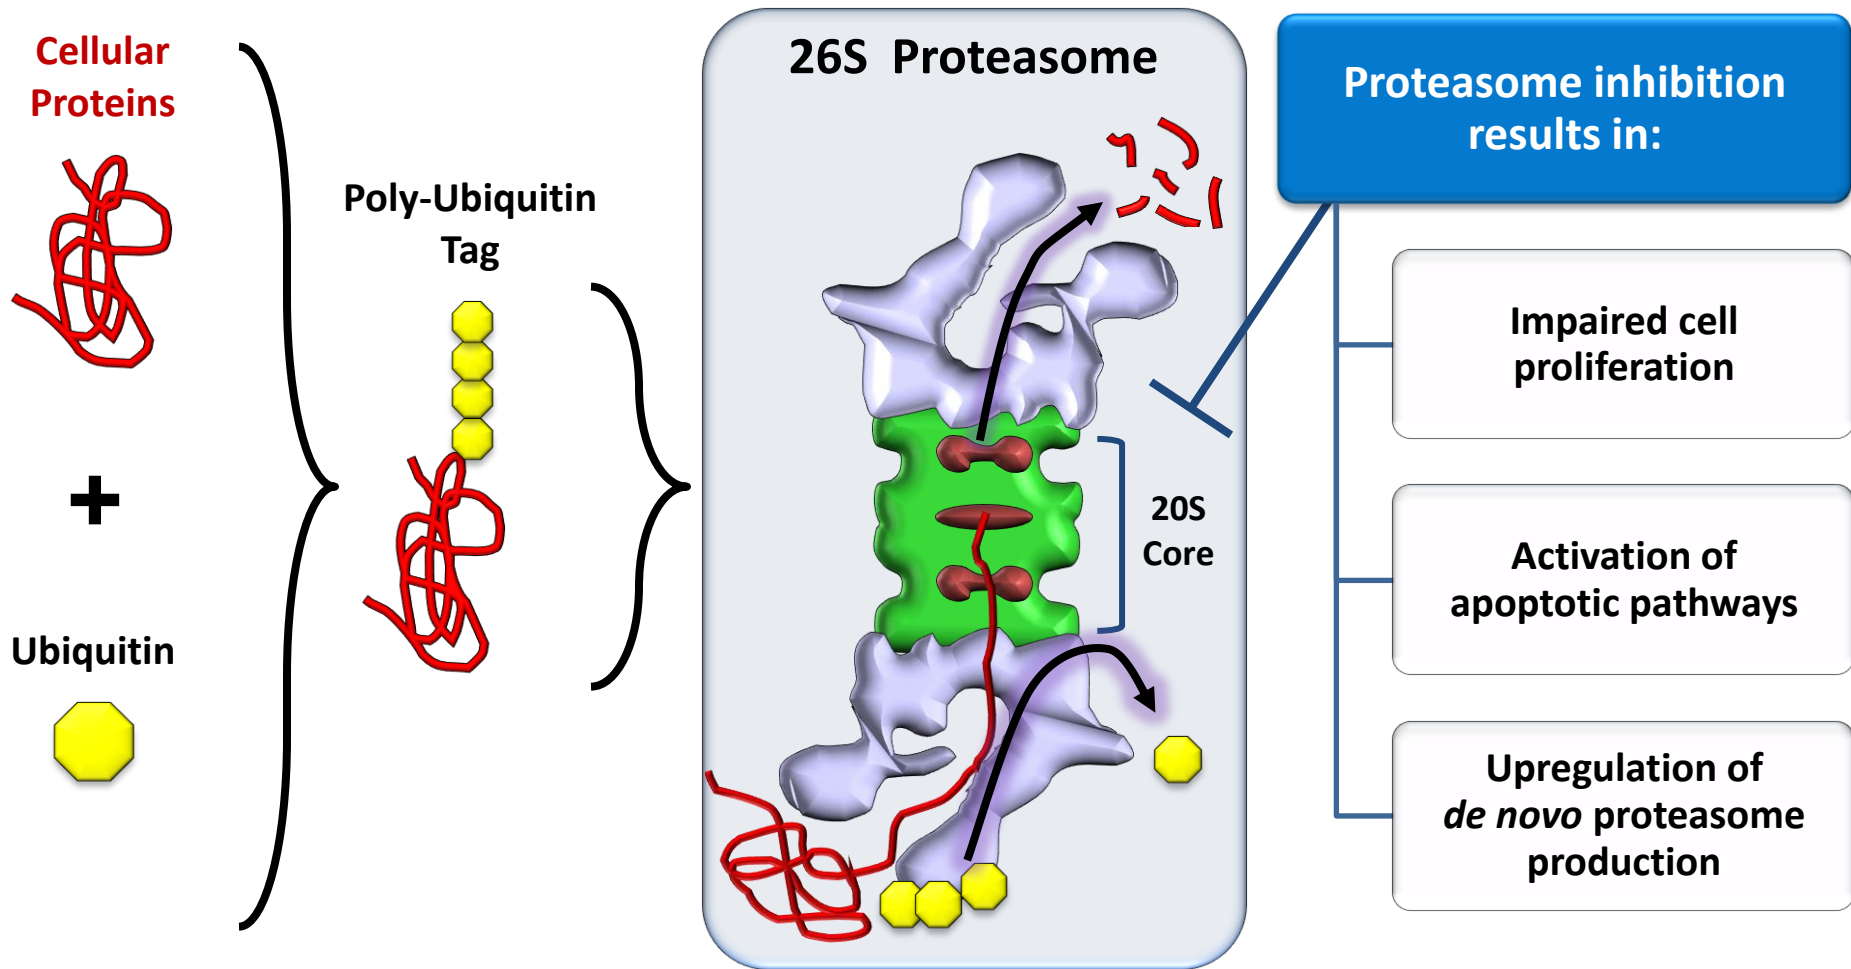 Cellular
Proteins
+
Ubiquitin
Poly-Ubiquitin
Tag
26S Proteasome
20S
Core
Proteasome inhibition
results in:
Impaired cell
proliferation
Activation of
apoptotic pathways
Upregulation of
de novo proteasome
production